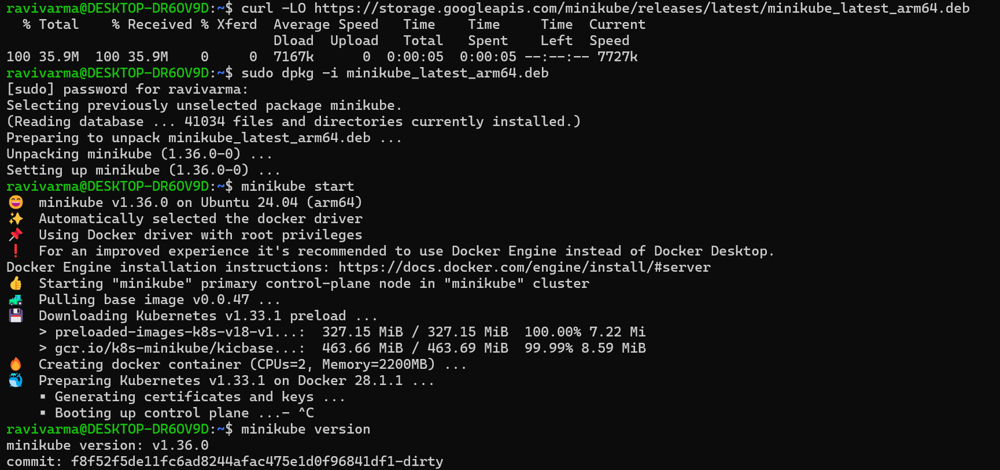 ravivarma@DESKTOP-DR6OV9D:~$ curl -LO https://storage.googleapis.com/minikube/releases/latest/minikube_latest_arm64.deb
  % Total    % Received % Xferd  Average Speed   Time    Time     Time  Current
                                 Dload  Upload   Total   Spent    Left  Speed
100 35.9M  100 35.9M    0     0  7167k      0  0:00:05  0:00:05 --:--:-- 7727k
ravivarma@DESKTOP-DR6OV9D:~$ sudo dpkg -i minikube_latest_arm64.deb
[sudo] password for ravivarma:
Selecting previously unselected package minikube.
(Reading database ... 41034 files and directories currently installed.)
Preparing to unpack minikube_latest_arm64.deb ...
Unpacking minikube (1.36.0-0) ...
Setting up minikube (1.36.0-0) ...
ravivarma@DESKTOP-DR6OV9D:~$ minikube start
😄  minikube v1.36.0 on Ubuntu 24.04 (arm64)
✨  Automatically selected the docker driver
📌  Using Docker driver with root privileges
❗  For an improved experience it's recommended to use Docker Engine instead of Docker Desktop.
Docker Engine installation instructions: https://docs.docker.com/engine/install/#server
👍  Starting "minikube" primary control-plane node in "minikube" cluster
🚜  Pulling base image v0.0.47 ...
💾  Downloading Kubernetes v1.33.1 preload ...
    > preloaded-images-k8s-v18-v1...:  327.15 MiB / 327.15 MiB  100.00% 7.22 Mi
    > gcr.io/k8s-minikube/kicbase...:  463.66 MiB / 463.69 MiB  99.99% 8.59 MiB
🔥  Creating docker container (CPUs=2, Memory=2200MB) ...
🐳  Preparing Kubernetes v1.33.1 on Docker 28.1.1 ...
    ▪ Generating certificates and keys ...
    ▪ Booting up control plane ...- ^C
ravivarma@DESKTOP-DR6OV9D:~$ minikube version
minikube version: v1.36.0
commit: f8f52f5de11fc6ad8244afac475e1d0f96841df1-dirty